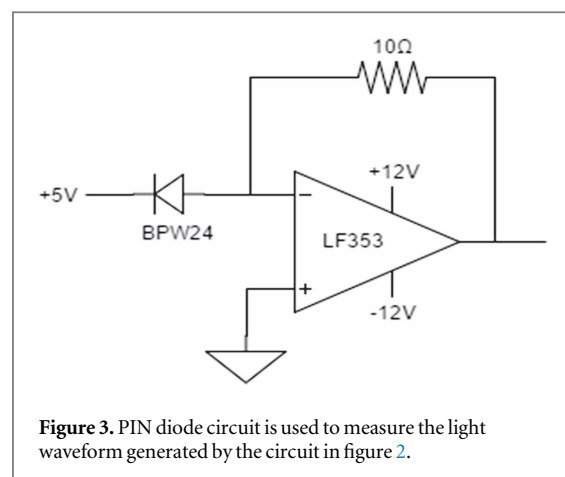 10Ω
+12V
+5V
−
BPW24
LF353
+
-12V
Figure 3. PIN diode circuit is used to measure the light
waveform generated by the circuit in figure 2.